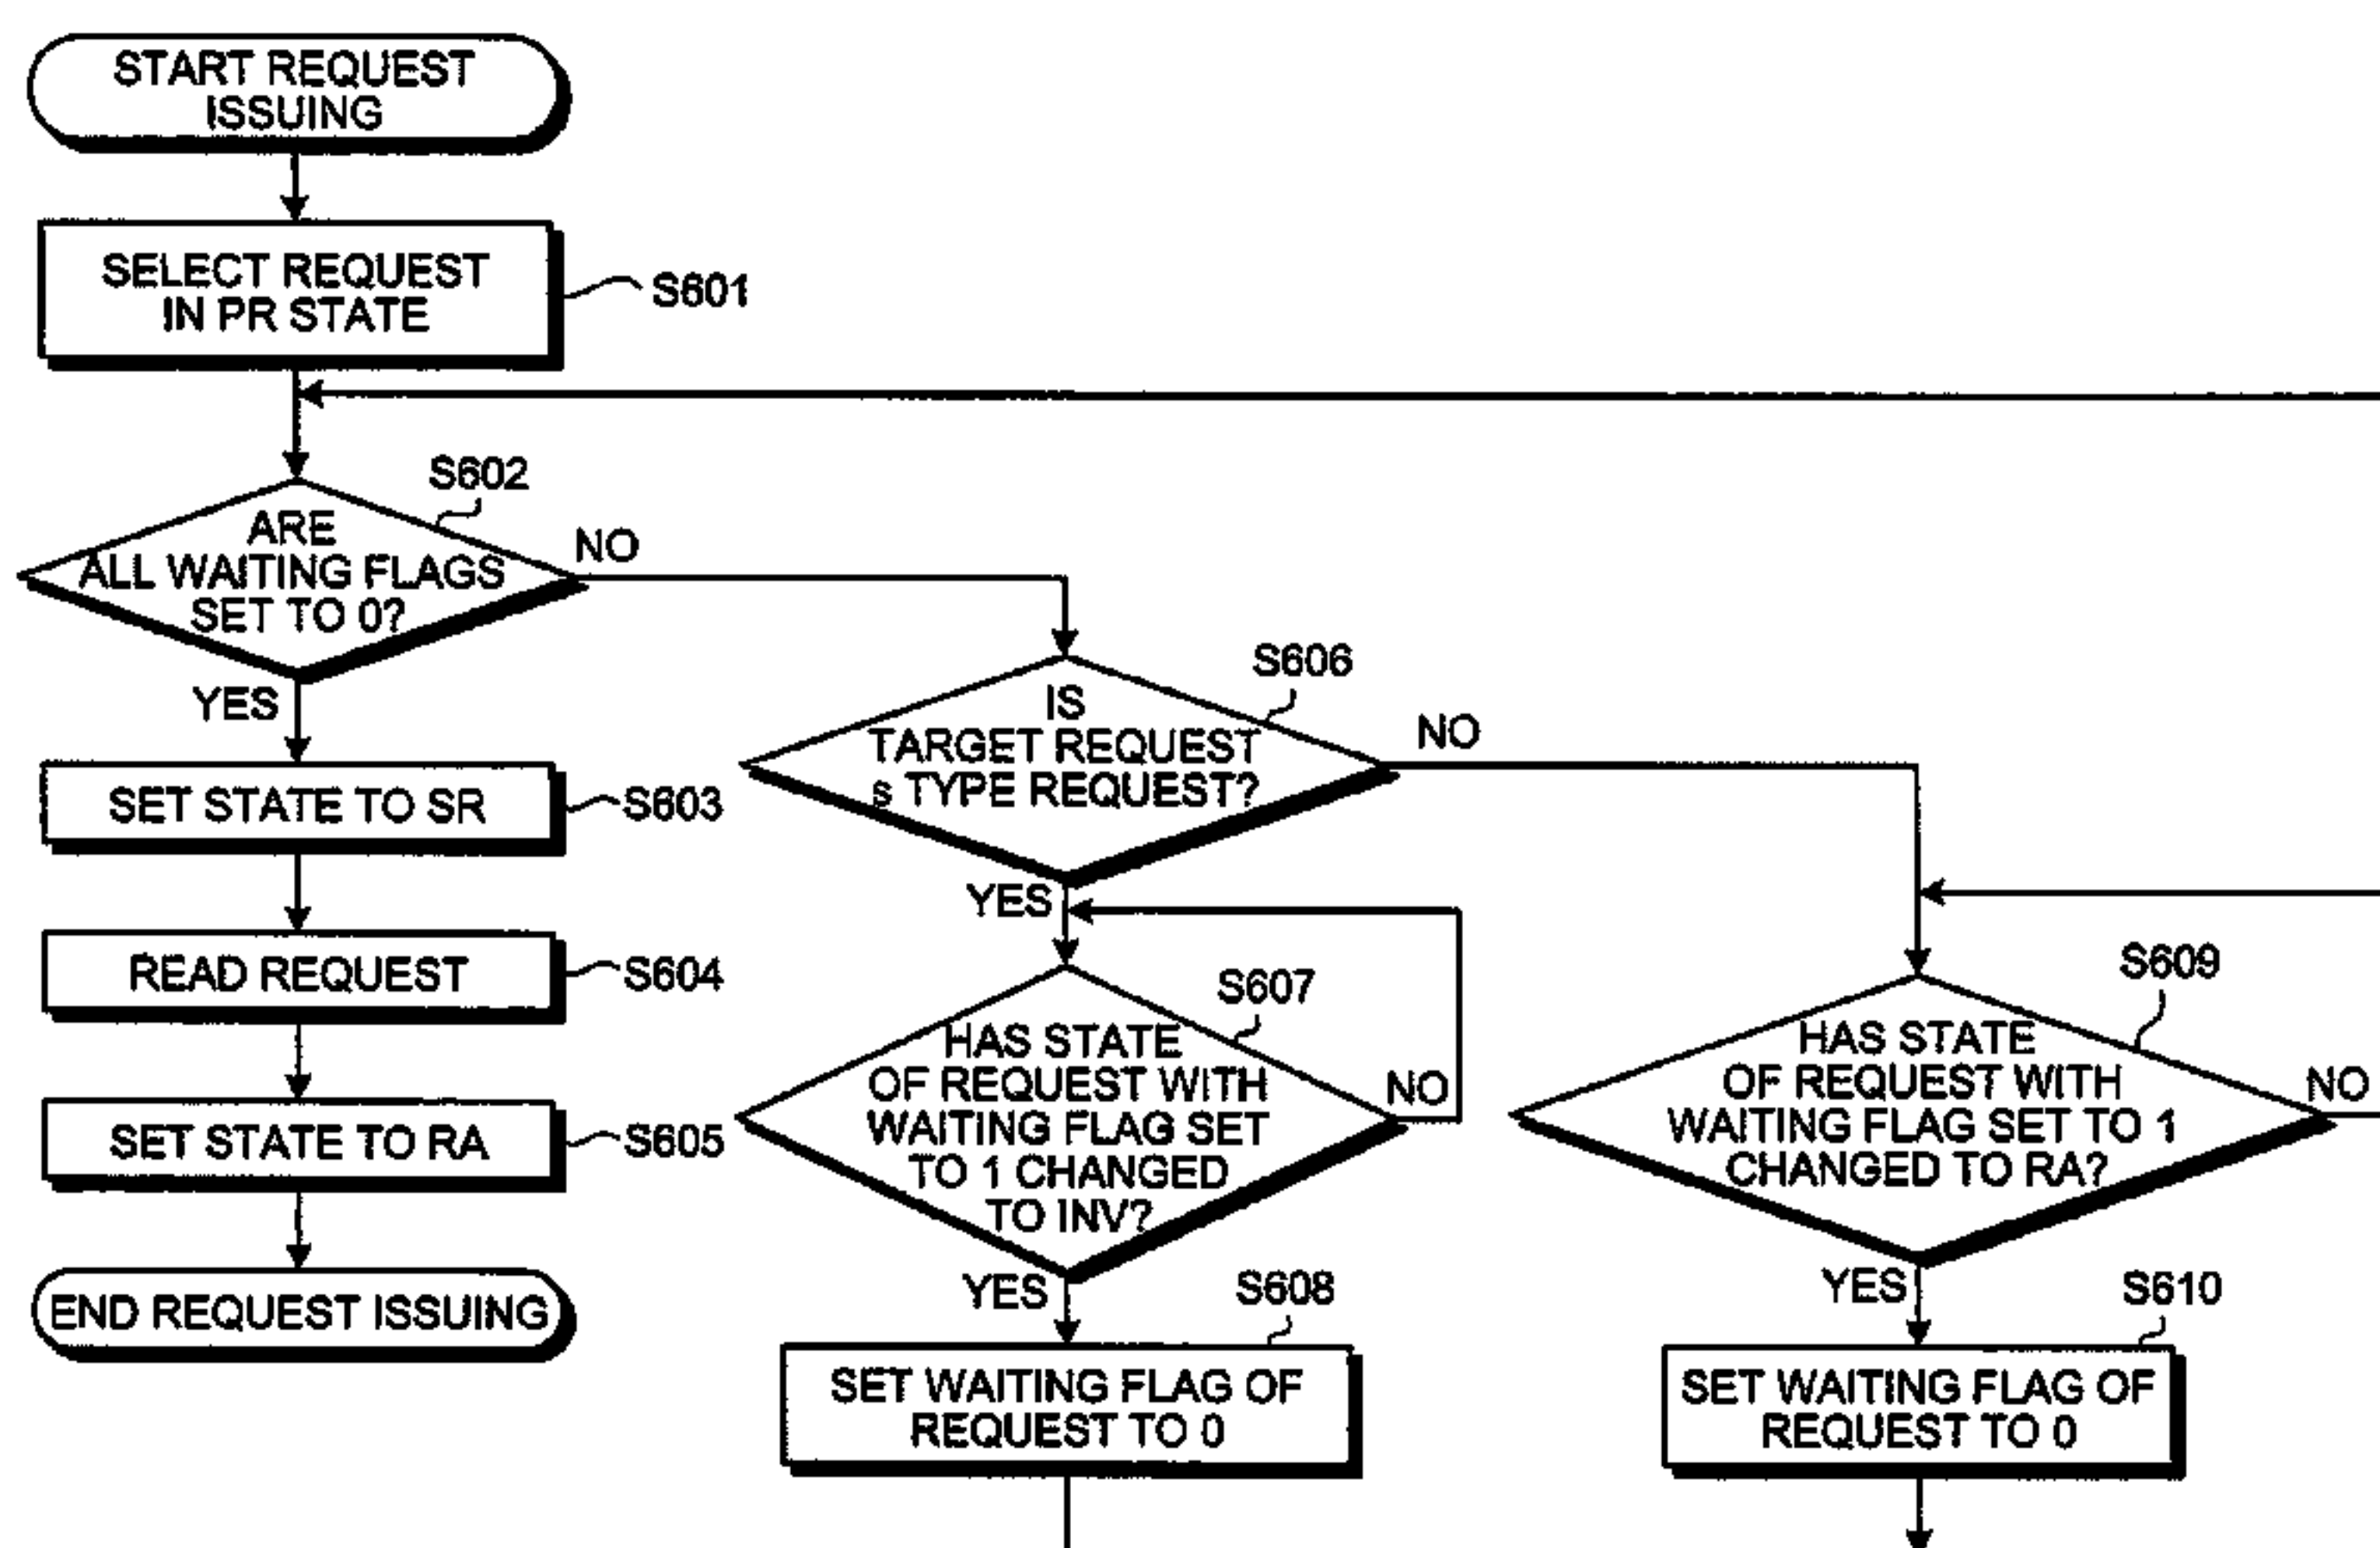 START REQUEST
ISSUING
SELECT REQUEST
IN PR STATE
S601
S602
ARE
ALL WAITING FLAGS
SET TO 0?
NO
YES
SET STATE TO SR
S603
READ REQUEST
S604
SET STATE TO RA
S605
END REQUEST ISSUING
S606
IS
TARGET REQUEST
s TYPE REQUEST?
NO
YES
S607
HAS STATE
OF REQUEST WITH
WAITING FLAG SET
TO 1 CHANGED
TO INV?
NO
YES
S608
SET WAITING FLAG OF
REQUEST TO 0
S609
HAS STATE
OF REQUEST WITH
WAITING FLAG SET TO 1
CHANGED TO RA?
NO
YES
S610
SET WAITING FLAG OF
REQUEST TO 0